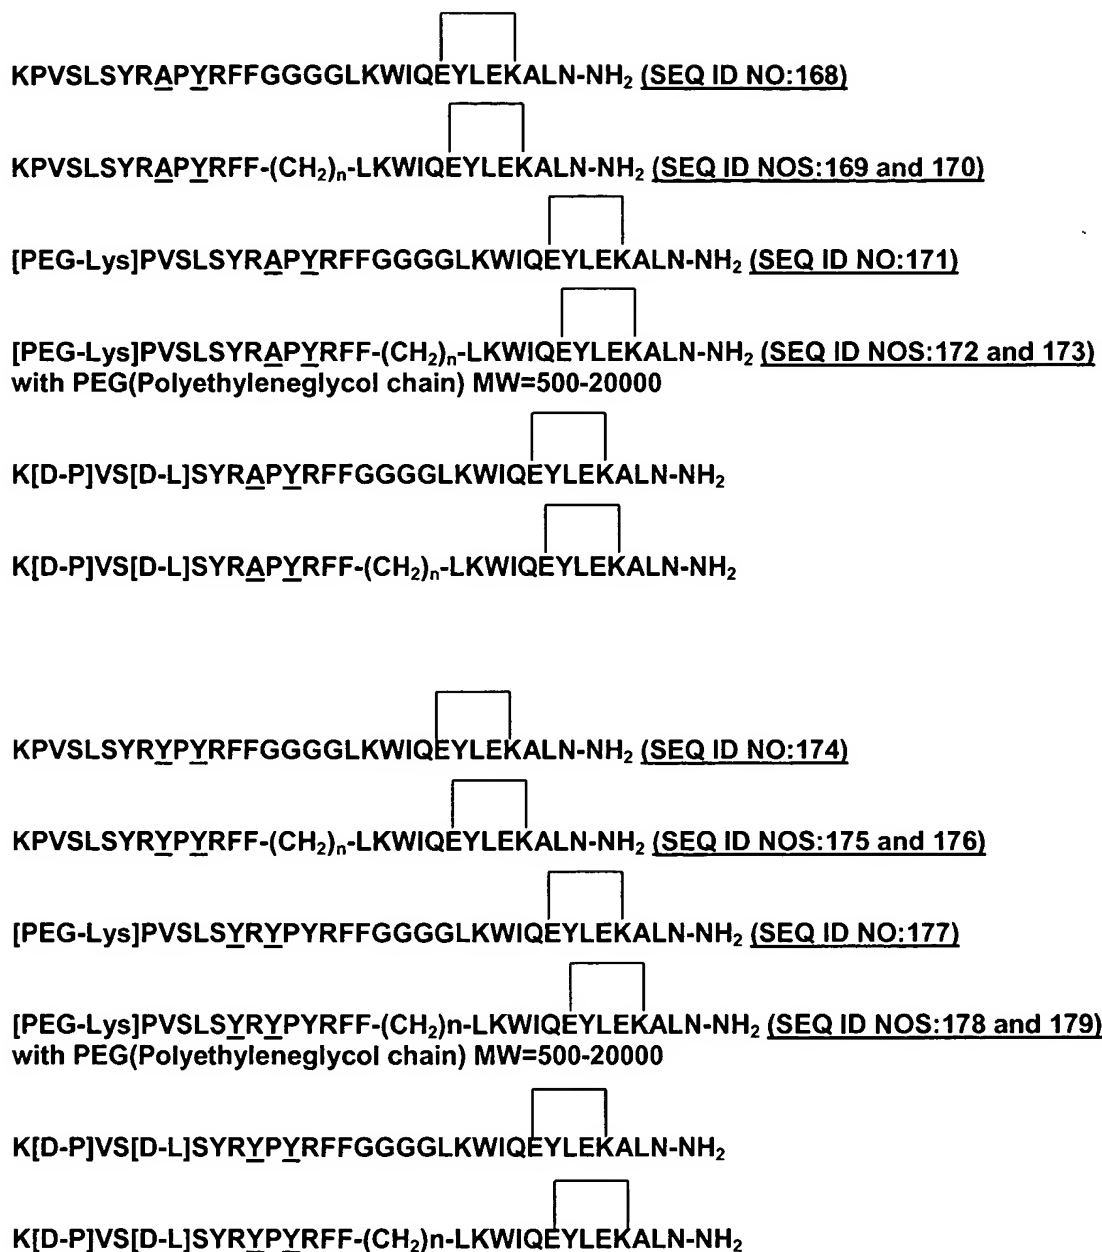 KPVSLSYRAPYRFFGGGGLKWIQEYLEKALN-NH₂ (SEQ ID NO:168)
KPVSLSYRAPYRFF-(CH₂)ₙ-LKWIQEYLEKALN-NH₂ (SEQ ID NOS:169 and 170)
[PEG-Lys]PVSLSYRAPYRFFGGGGLKWIQEYLEKALN-NH₂ (SEQ ID NO:171)
[PEG-Lys]PVSLSYRAPYRFF-(CH₂)ₙ-LKWIQEYLEKALN-NH₂ (SEQ ID NOS:172 and 173)
with PEG(Polyethyleneglycol chain) MW=500-20000
K[D-P]VS[D-L]SYRAPYRFFGGGGLKWIQEYLEKALN-NH₂
K[D-P]VS[D-L]SYRAPYRFF-(CH₂)ₙ-LKWIQEYLEKALN-NH₂
KPVSLSYRYPYRFFGGGGLKWIQEYLEKALN-NH₂ (SEQ ID NO:174)
KPVSLSYRYPYRFF-(CH₂)ₙ-LKWIQEYLEKALN-NH₂ (SEQ ID NOS:175 and 176)
[PEG-Lys]PVSLSYRYPYRFFGGGGLKWIQEYLEKALN-NH₂ (SEQ ID NO:177)
[PEG-Lys]PVSLSYRYPYRFF-(CH₂)n-LKWIQEYLEKALN-NH₂ (SEQ ID NOS:178 and 179)
with PEG(Polyethyleneglycol chain) MW=500-20000
K[D-P]VS[D-L]SYRYPYRFFGGGGLKWIQEYLEKALN-NH₂
K[D-P]VS[D-L]SYRYPYRFF-(CH₂)n-LKWIQEYLEKALN-NH₂